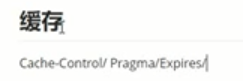 缓存
Cache-Control/ Pragma/Expires/